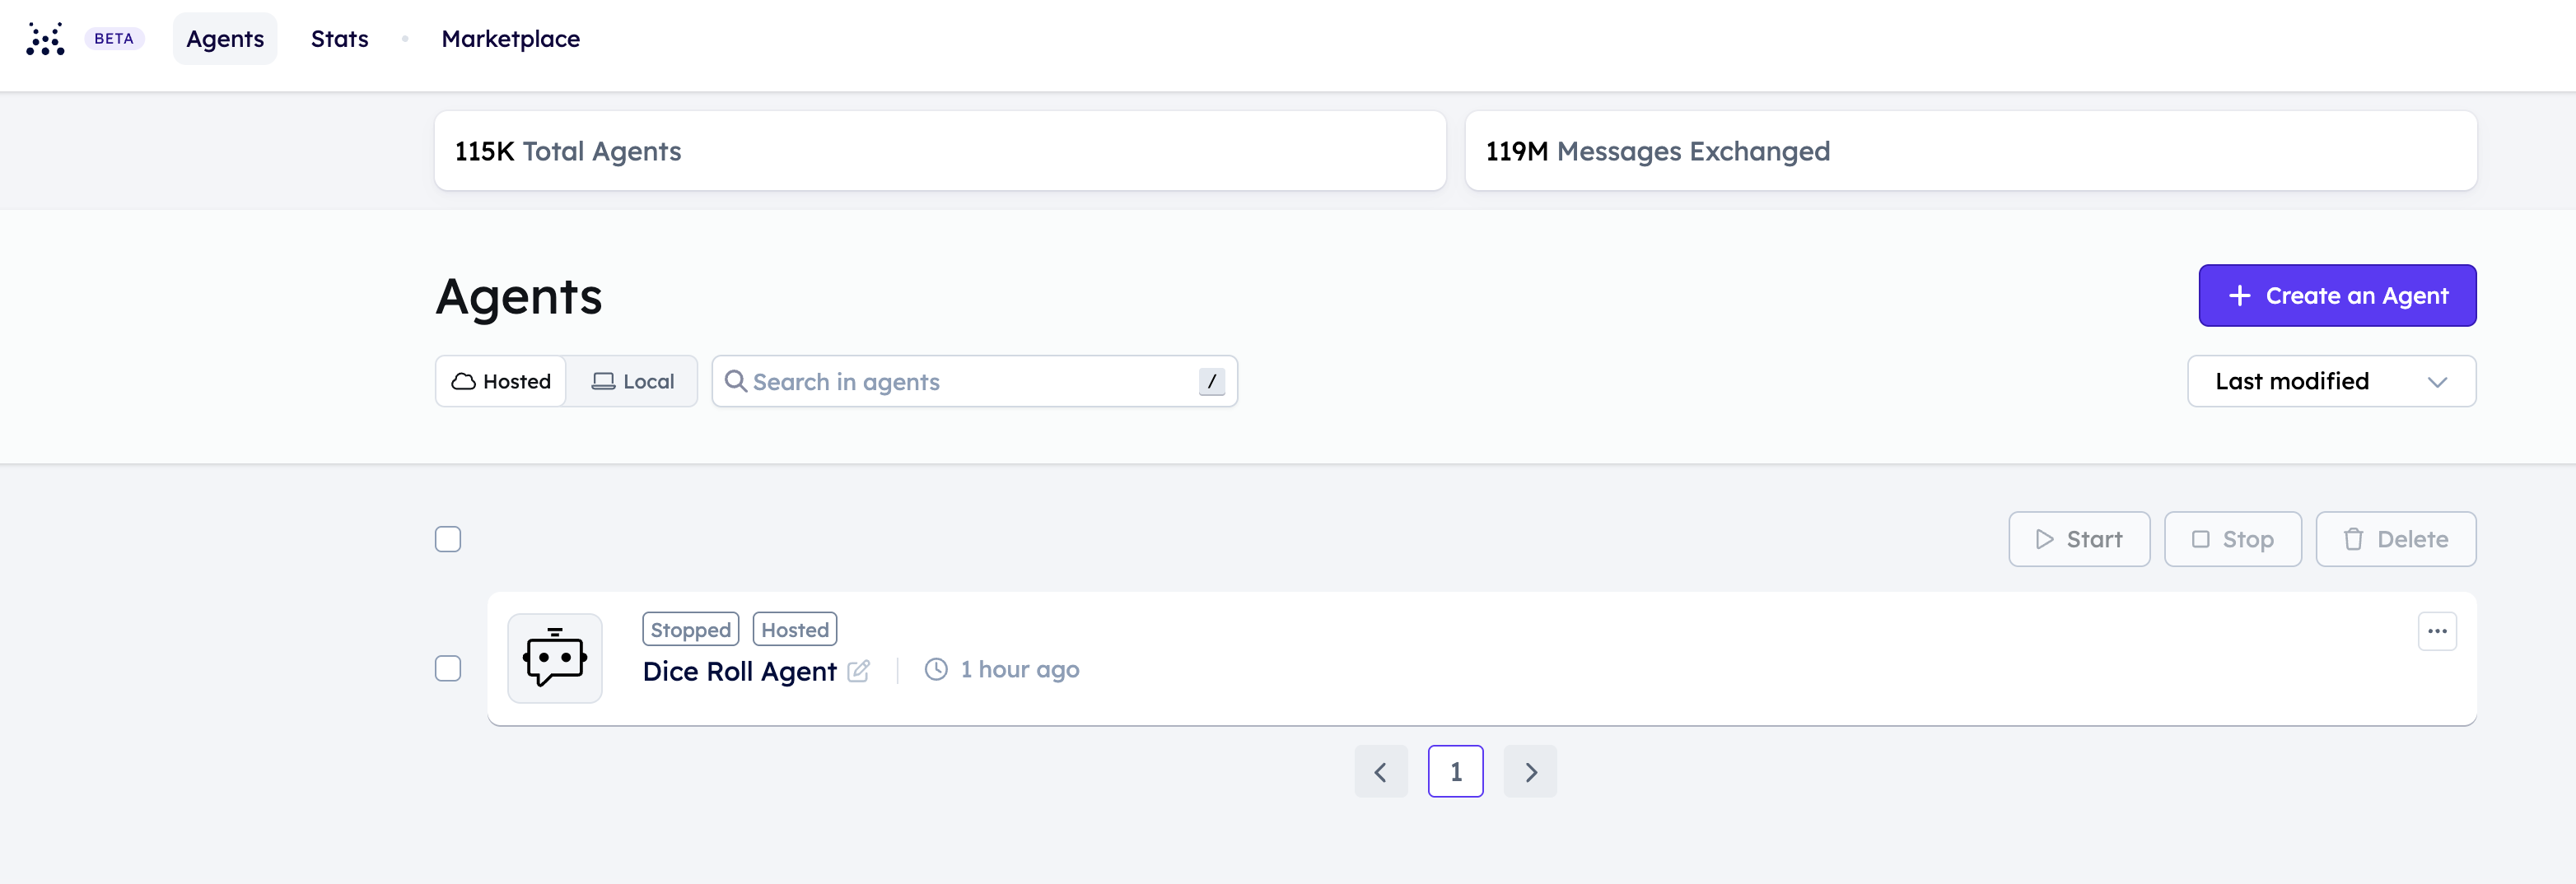 BETA Agents Stats Marketplace
115K Total Agents 119M Messages Exchanged
Agents + Create an Agent
Hosted Local Search in agents / Last modified
Start Stop Delete
Stopped Hosted
Dice Roll Agent 1 hour ago
1